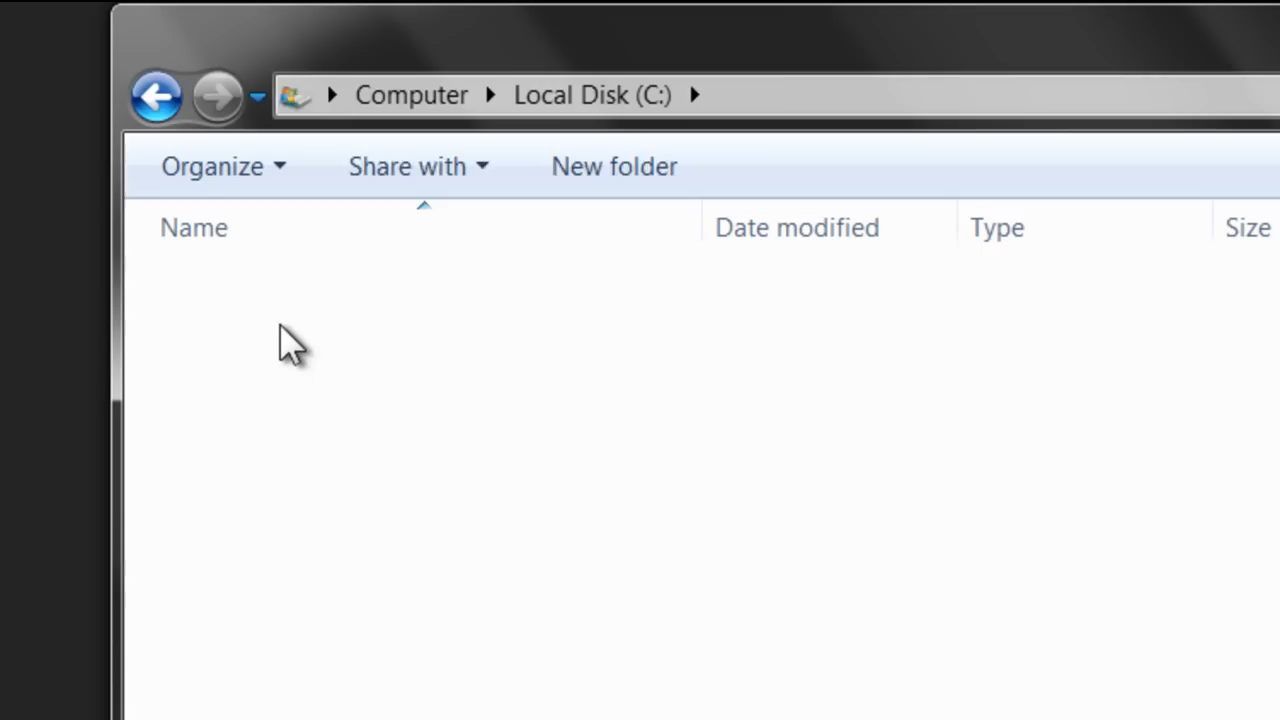 Computer Local Disk (C:)
Organize Share with New folder
Name Date modified Type Size